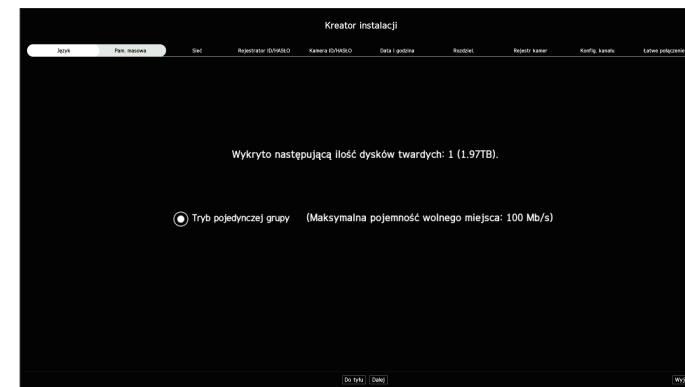 Kreator instalacji
Język Pam. masowa Sieć Rejestrator ID/HASŁO Kamera ID/HASŁO Data i godzina Rozdziel. Rejestr kamer Konfig. kanału Łatwe połączenie
Wykryto następującą ilość dysków twardych: 1 (1.97TB).
Tryb pojedynczej grupy (Maksymalna pojemność wolnego miejsca: 100 Mb/s)
Do tyłu Dalej